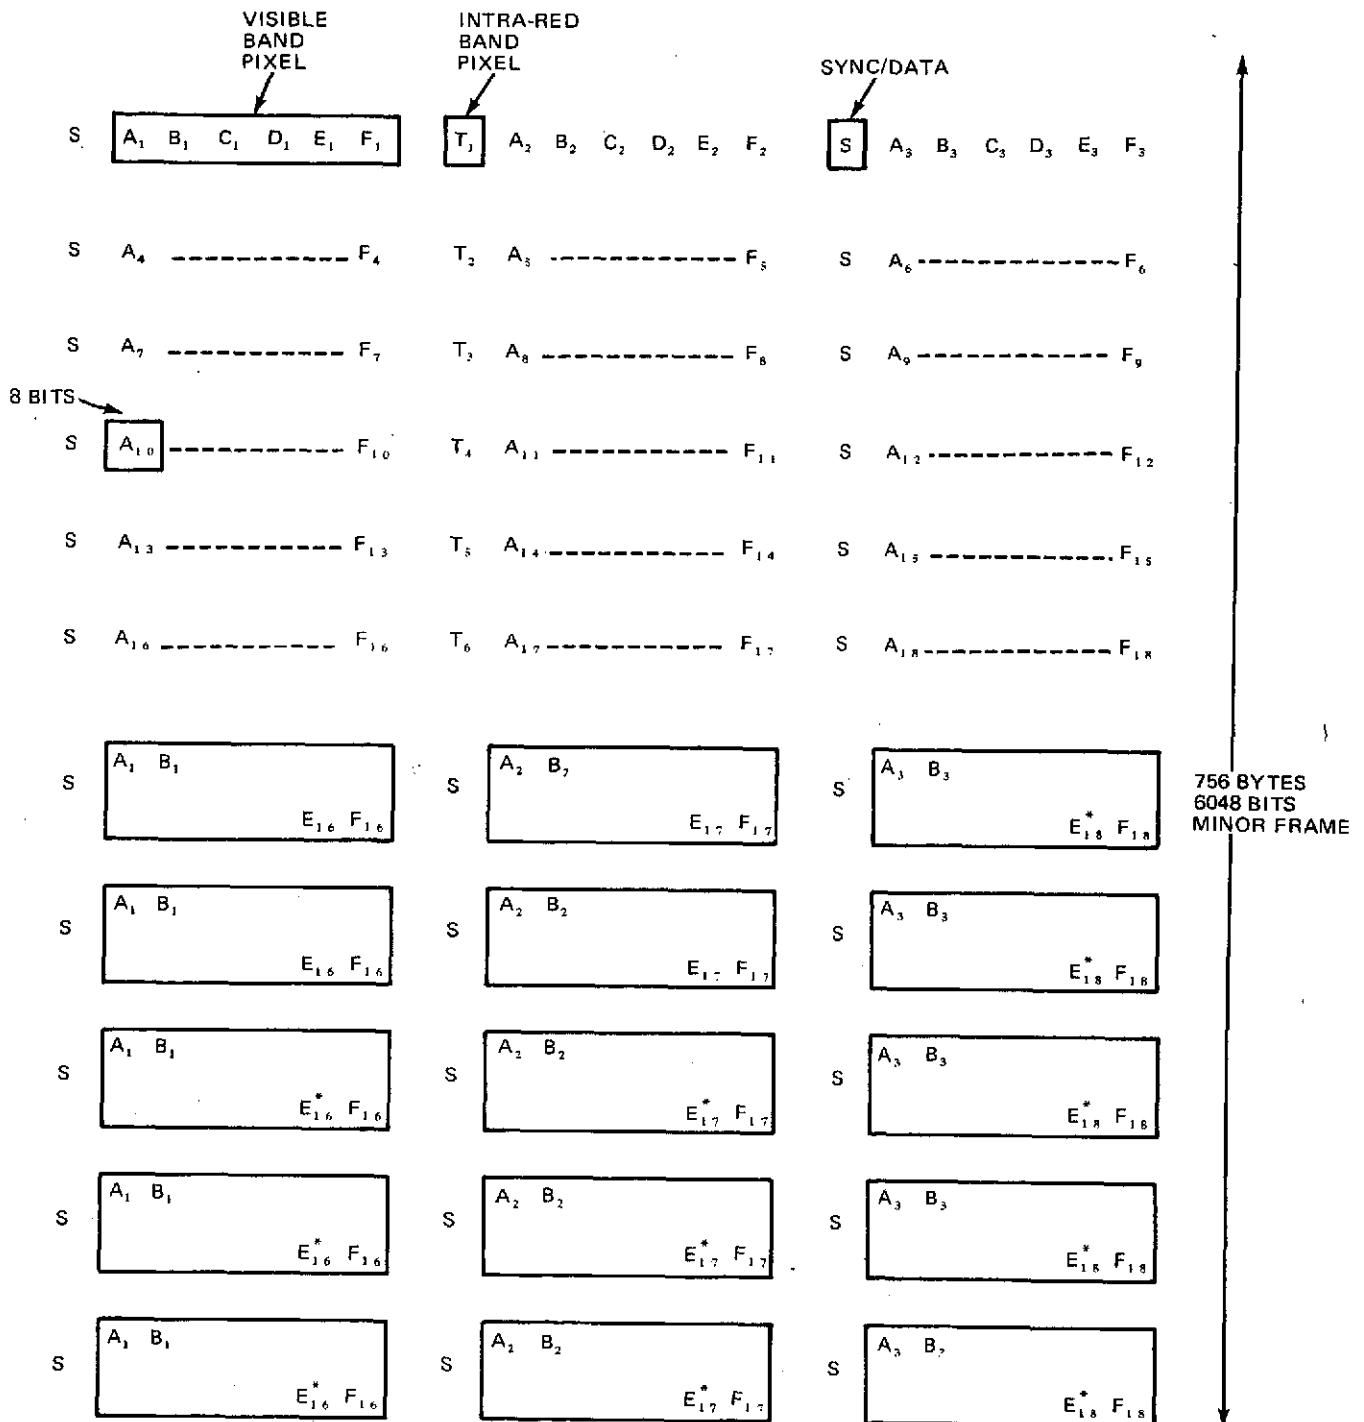 VISIBLE
BAND
PIXEL
INTRA-RED
BAND
PIXEL
SYNC/DATA
S A₁ B₁ C₁ D₁ E₁ F₁ T₁ A₂ B₂ C₂ D₂ E₂ F₂ S A₃ B₃ C₃ D₃ E₃ F₃
S A₄ ---------- F₄ T₂ A₅ ---------- F₅ S A₆ ---------- F₆
S A₇ ---------- F₇ T₃ A₈ ---------- F₈ S A₉ ---------- F₉
8 BITS
S A₁₀ ---------- F₁₀ T₄ A₁₁ ---------- F₁₁ S A₁₂ ---------- F₁₂
S A₁₃ ---------- F₁₃ T₅ A₁₄ ---------- F₁₄ S A₁₅ ---------- F₁₅
S A₁₆ ---------- F₁₆ T₆ A₁₇ ---------- F₁₇ S A₁₈ ---------- F₁₈
A₁ B₁ A₂ B₇ A₃ B₃
S S S
E₁₆ F₁₆ E₁₇ F₁₇ E*₁₈ F₁₈
756 BYTES
6048 BITS
MINOR FRAME
A₁ B₁ A₂ B₂ A₃ B₃
S S S
E₁₆ F₁₆ E₁₇ F₁₇ E*₁₈ F₁₈
A₁ B₁ A₂ B₂ A₃ B₃
S S S
E*₁₆ F₁₆ E*₁₇ F₁₇ E*₁₈ F₁₈
A₁ B₁ A₂ B₂ A₃ B₃
S S S
E*₁₆ F₁₆ E*₁₇ F₁₇ E*₁₈ F₁₈
A₁ B₁ A₂ B₂ A₃ B₇
S S S
E*₁₆ F₁₆ E*₁₇ F₁₇ E*₁₈ F₁₈